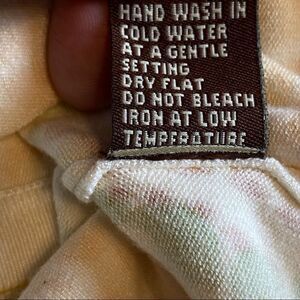 HAND WASH IN
COLD WATER
AT A GENTLE
SETTING
DRY FLAT
DO NOT BLEACH
IRON AT LOW
TEMPERATURE